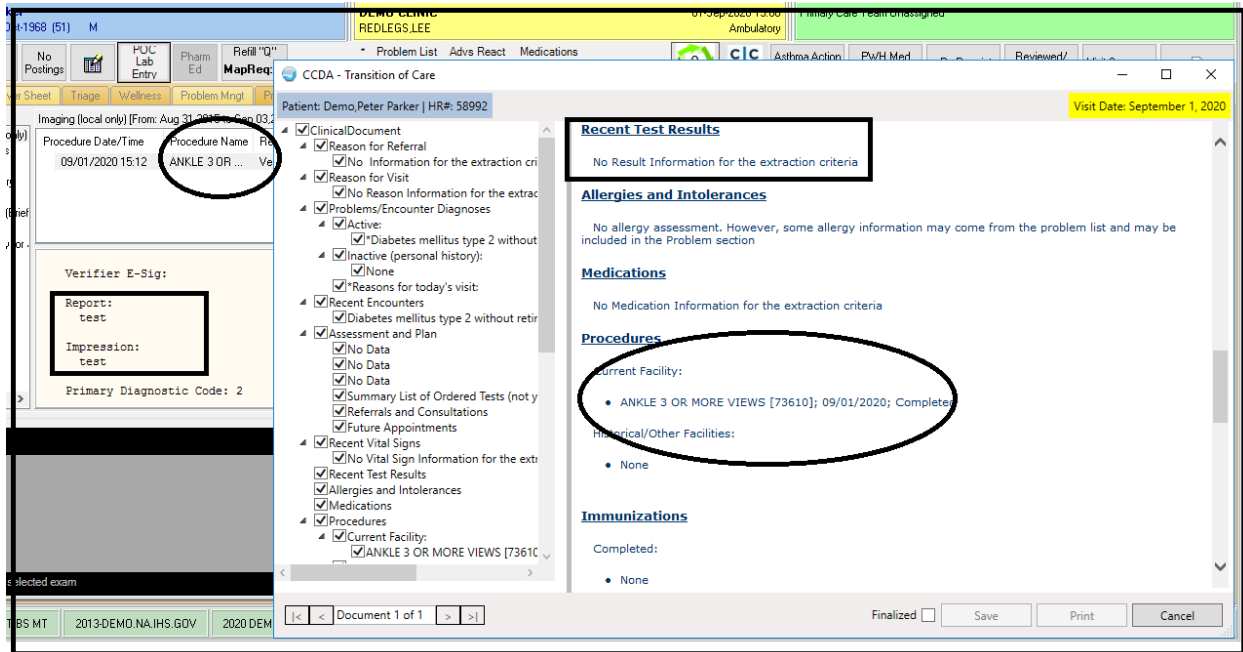 DEMO CLINIC
REDLEGS,LEE
Ambulatory
Primary Care Team Unassigned
-1968 (51) M
No Postings
POC Lab Entry
Pharm Ed
Refill "Q"
MapReq:
Problem List Advs React Medications
Asthma Action PWH Med Reviewed/
Sheet Triage Wellness Problem Mngt
Imaging (local only) [From: Aug 31, 2015 to Sep 03,2
Procedure Date/Time Procedure Name
09/01/2020 15:12 ANKLE 3 OR ... Ve
Verifier E-Sig:
Report:
test
Impression:
test
Primary Diagnostic Code: 2
selected exam
BS MT 2013-DEMO.NA.IHS.GOV 2020 DEM
CCDA - Transition of Care
Patient: Demo,Peter Parker | HR#: 58992
Visit Date: September 1, 2020
ClinicalDocument
Reason for Referral
No Information for the extraction cri
Reason for Visit
No Reason Information for the extrac
Problems/Encounter Diagnoses
Active:
*Diabetes mellitus type 2 without
Inactive (personal history):
None
*Reasons for today's visit:
Recent Encounters
Diabetes mellitus type 2 without retir
Assessment and Plan
No Data
No Data
No Data
Summary List of Ordered Tests (not y
Referrals and Consultations
Future Appointments
Recent Vital Signs
No Vital Sign Information for the extr
Recent Test Results
Allergies and Intolerances
Medications
Procedures
Current Facility:
ANKLE 3 OR MORE VIEWS [7361(
Recent Test Results
No Result Information for the extraction criteria
Allergies and Intolerances
No allergy assessment. However, some allergy information may come from the problem list and may be
included in the Problem section
Medications
No Medication Information for the extraction criteria
Procedures
Current Facility:
• ANKLE 3 OR MORE VIEWS [73610]; 09/01/2020; Completed
Historical/Other Facilities:
• None
Immunizations
Completed:
• None
|< < Document 1 of 1 > >|
Finalized Save Print Cancel